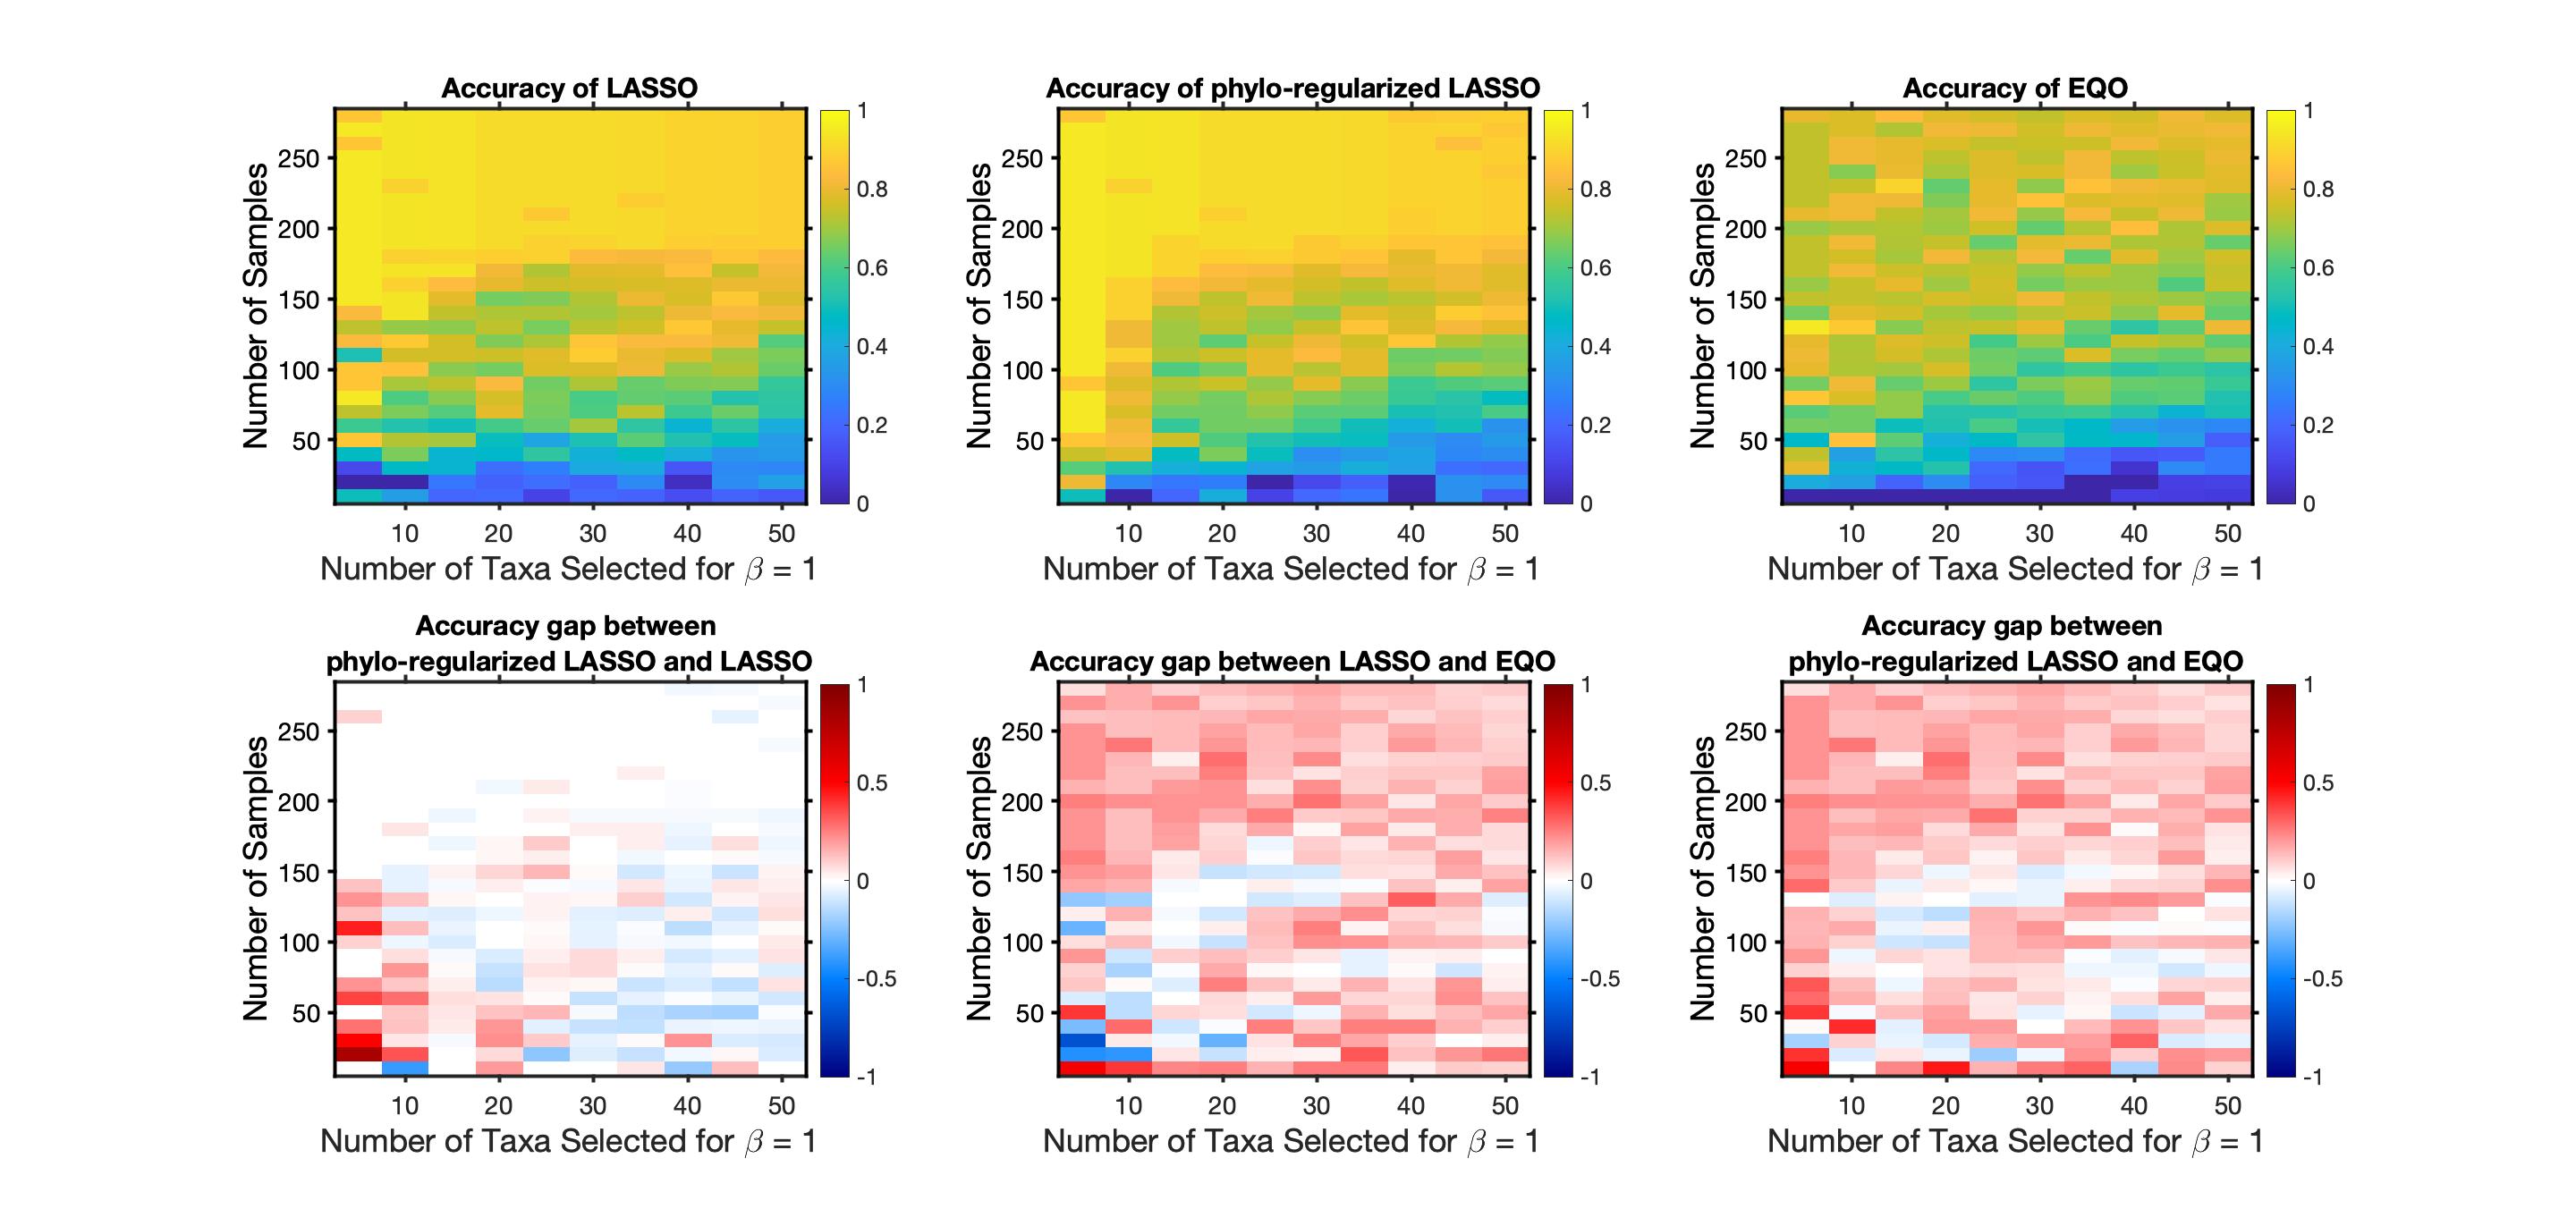 Accuracy of LASSO
Number of Samples
250
200
150
100
50
10 20 30 40 50
Number of Taxa Selected for β = 1
1
0.8
0.6
0.4
0.2
0
Accuracy of phylo-regularized LASSO
Number of Samples
250
200
150
100
50
10 20 30 40 50
Number of Taxa Selected for β = 1
1
0.8
0.6
0.4
0.2
0
Accuracy of EQO
Number of Samples
250
200
150
100
50
10 20 30 40 50
Number of Taxa Selected for β = 1
1
0.8
0.6
0.4
0.2
0
Accuracy gap between
phylo-regularized LASSO and LASSO
Number of Samples
250
200
150
100
50
10 20 30 40 50
Number of Taxa Selected for β = 1
1
0.5
0
-0.5
-1
Accuracy gap between LASSO and EQO
Number of Samples
250
200
150
100
50
10 20 30 40 50
Number of Taxa Selected for β = 1
1
0.5
0
-0.5
-1
Accuracy gap between
phylo-regularized LASSO and EQO
Number of Samples
250
200
150
100
50
10 20 30 40 50
Number of Taxa Selected for β = 1
1
0.5
0
-0.5
-1